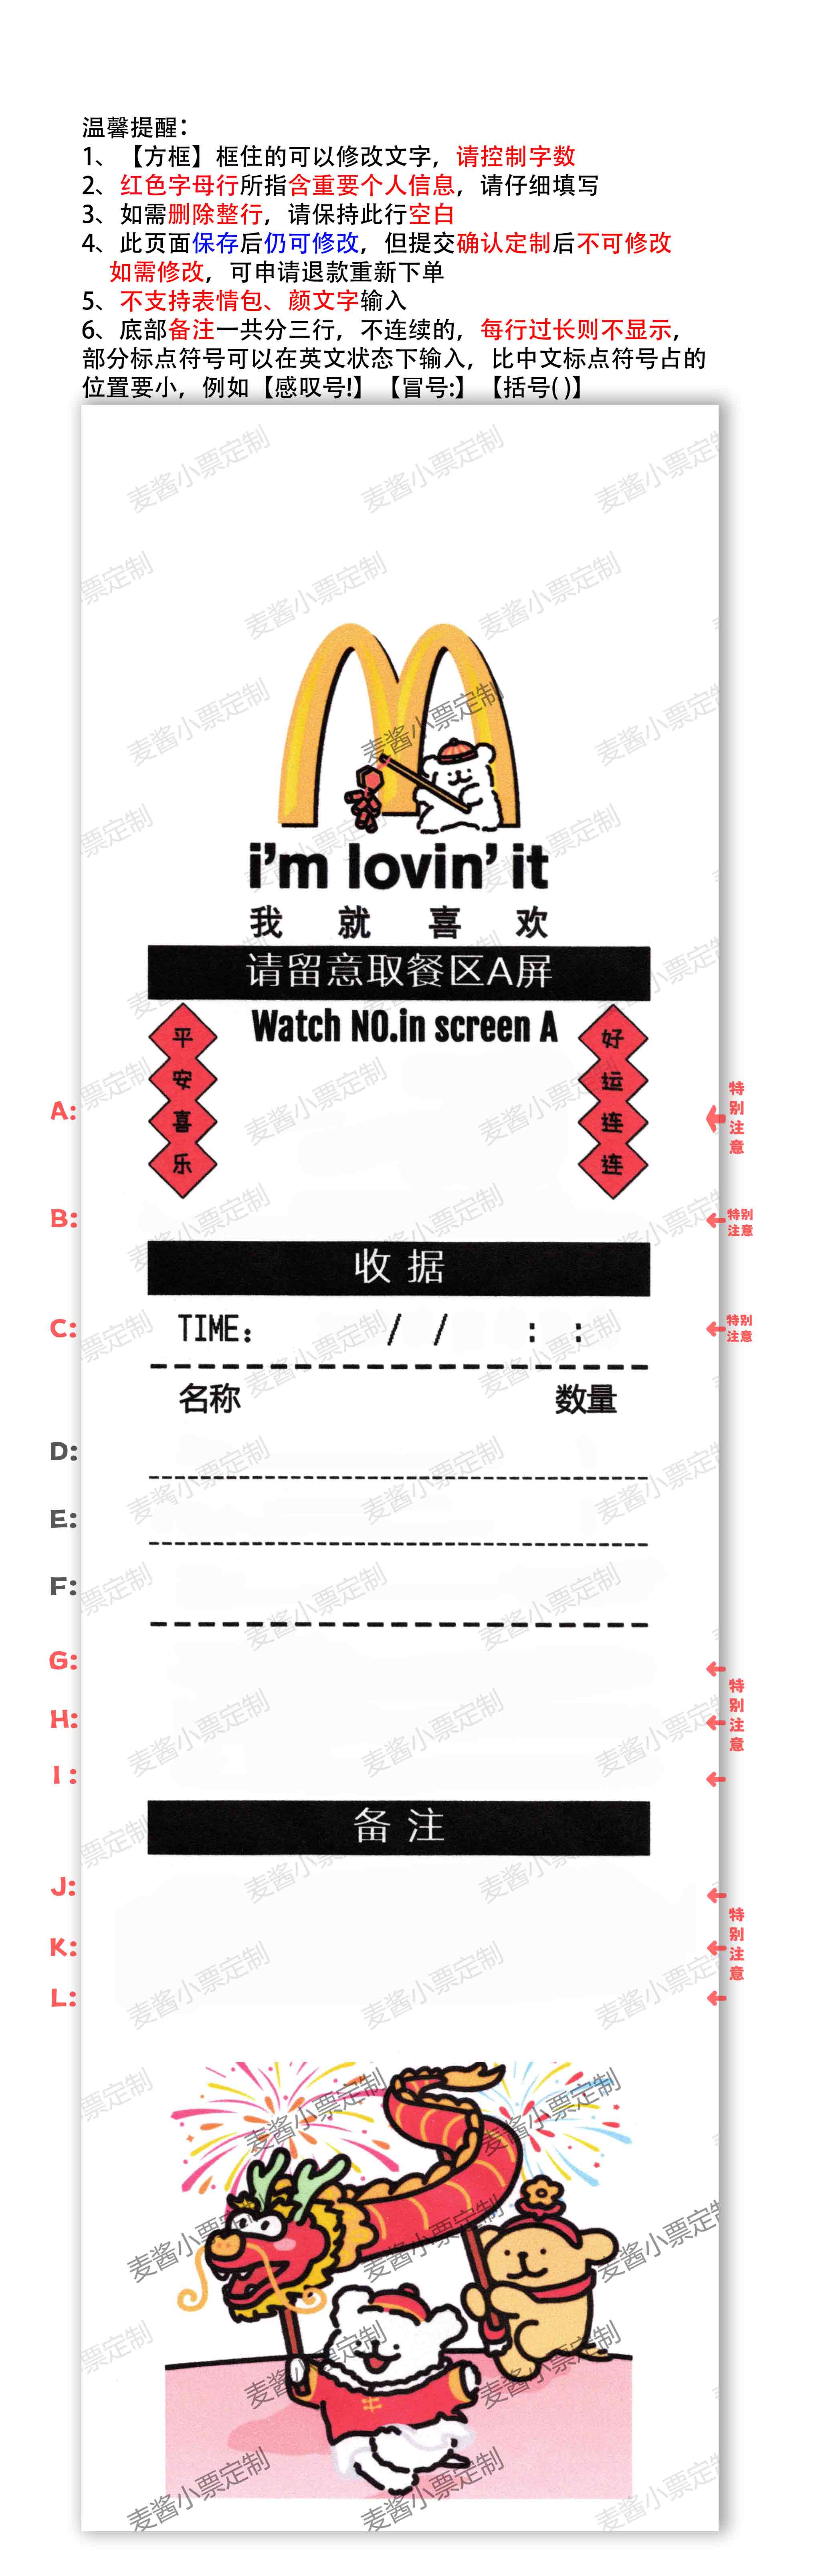 温馨提醒：
1、【方框】框住的可以修改文字，请控制字数
2、红色字母行所指含重要个人信息，请仔细填写
3、如需删除整行，请保持此行空白
4、此页面保存后仍可修改，但提交确认定制后不可修改
如需修改，可申请退款重新下单
5、不支持表情包、颜文字输入
6、底部备注一共分三行，不连续的，每行过长则不显示，
部分标点符号可以在英文状态下输入，比中文标点符号占的
位置要小，例如【感叹号!】【冒号:】【括号( )】
麦酱小票定制
i'm lovin' it
我就喜欢
请留意取餐区A屏
Watch NO.in screen A
平安喜乐
好运连连
A:
特别注意
B:
特别注意
收据
C:
TIME： / / : :
特别注意
名称 数量
D:
E:
F:
G:
H:
I:
特别注意
备注
J:
K:
L:
特别注意